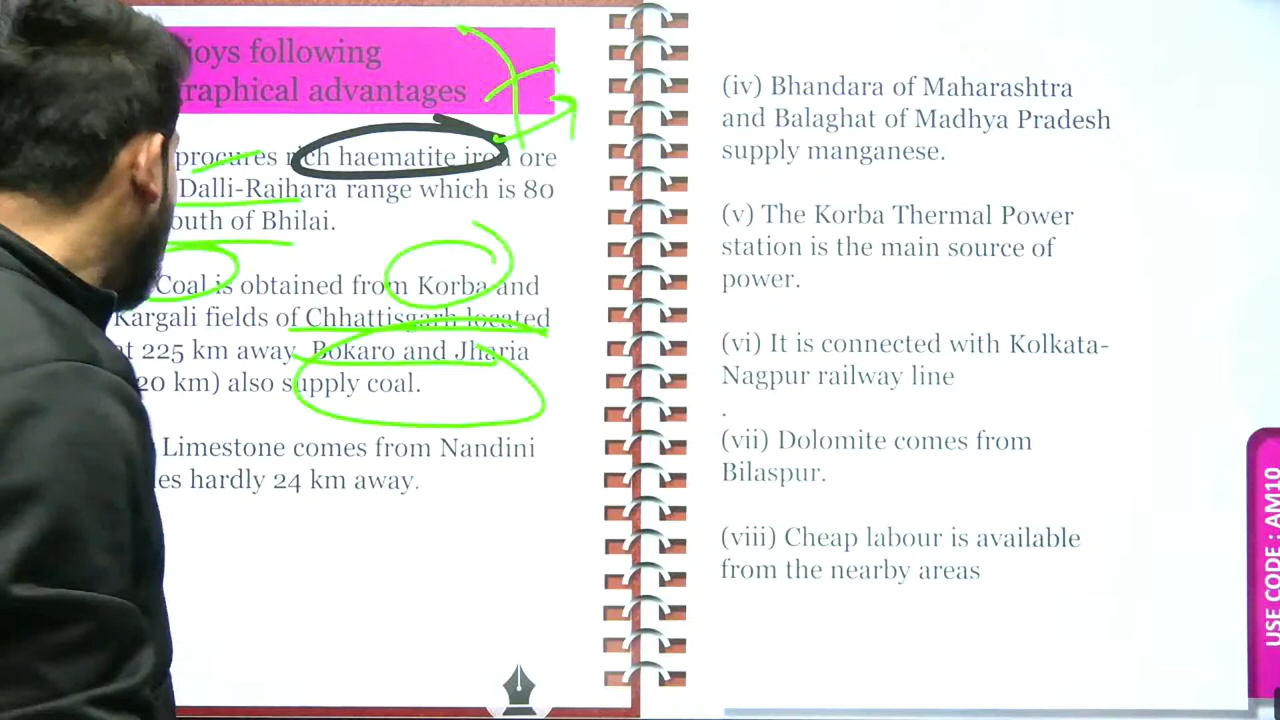 joys following
graphical advantages
procures rich haematite iron ore
Dalli-Rajhara range which is 80
outh of Bhilai.
Coal is obtained from Korba and
Kargali fields of Chhattisgarh located
at 225 km away. Bokaro and Jharia
20 km) also supply coal.
Limestone comes from Nandini
es hardly 24 km away.
(iv) Bhandara of Maharashtra
and Balaghat of Madhya Pradesh
supply manganese.
(v) The Korba Thermal Power
station is the main source of
power.
(vi) It is connected with Kolkata-
Nagpur railway line
.
(vii) Dolomite comes from
Bilaspur.
(viii) Cheap labour is available
from the nearby areas
USE CODE : AM10